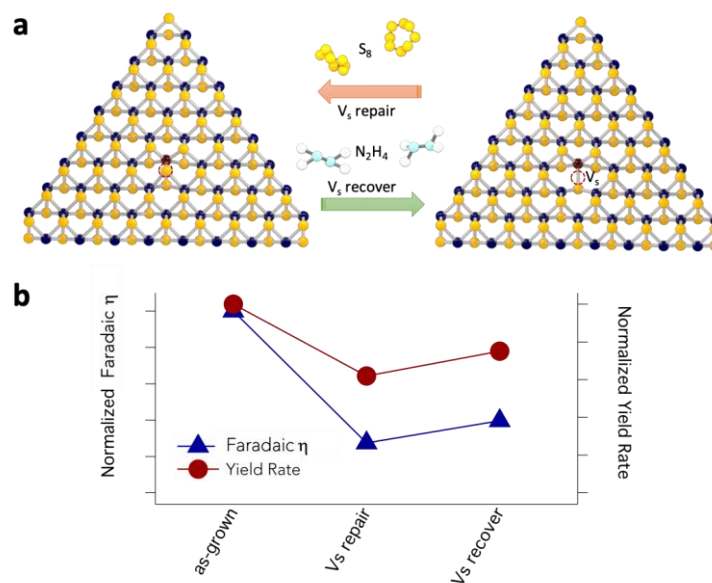 a
S₈
Vₛ repair
N₂H₄
Vₛ recover
Vₛ
b
Normalized Faradaic η
Normalized Yield Rate
Faradaic η
Yield Rate
as-grown
Vs repair
Vs recover